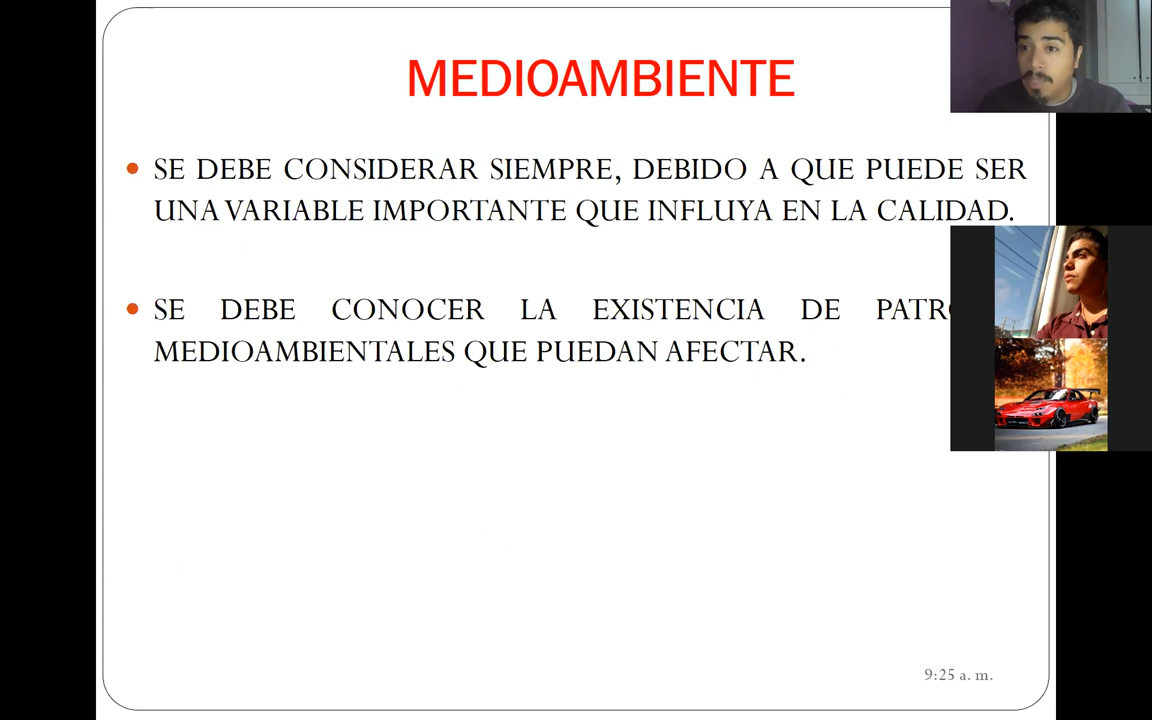 MEDIOAMBIENTE
SE DEBE CONSIDERAR SIEMPRE, DEBIDO A QUE PUEDE SER
UNA VARIABLE IMPORTANTE QUE INFLUYA EN LA CALIDAD.
SE DEBE CONOCER LA EXISTENCIA DE
MEDIOAMBIENTALES QUE PUEDAN AFECTAR.
9:25 a. m.